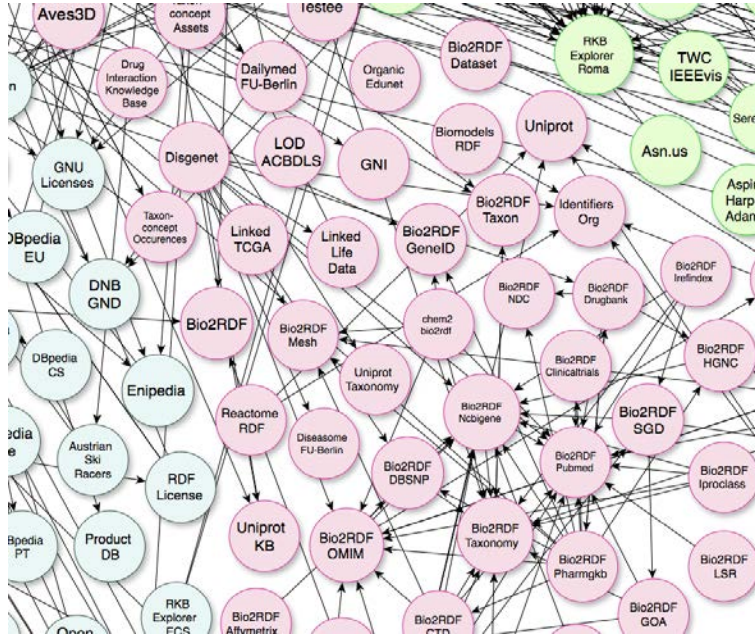 Aves3D
concept
Assets
Testee
Drug
Interaction
Knowledge
Base
Dailymed
FU-Berlin
Organic
Edunet
Bio2RDF
Dataset
RKB
Explorer
Roma
TWC
IEEEvis
GNU
Licenses
Disgenet
LOD
ACBDLS
GNI
Biomodels
RDF
Uniprot
Asn.us
Taxon-
concept
Occurences
Linked
TCGA
Linked
Life
Data
Bio2RDF
GeneID
Bio2RDF
Taxon
Identifiers
Org
DBpedia
EU
DNB
GND
Bio2RDF
Bio2RDF
Mesh
chem2
bio2rdf
Bio2RDF
NDC
Bio2RDF
Drugbank
Bio2RDF
Irefindex
DBpedia
CS
Enipedia
Uniprot
Taxonomy
Bio2RDF
Clinicaltrials
Bio2RDF
HGNC
Reactome
RDF
Diseasome
FU-Berlin
Bio2RDF
Ncbigene
Bio2RDF
SGD
Austrian
Ski
Racers
RDF
License
Bio2RDF
DBSNP
Bio2RDF
Pubmed
Bio2RDF
Iproclass
Bpedia
PT
Product
DB
Uniprot
KB
Bio2RDF
OMIM
Bio2RDF
Taxonomy
Bio2RDF
Pharmgkb
Bio2RDF
LSR
Open
RKB
Explorer
ECS
Bio2RDF
Affymetrix
Bio2RDF
CTD
Bio2RDF
GOA